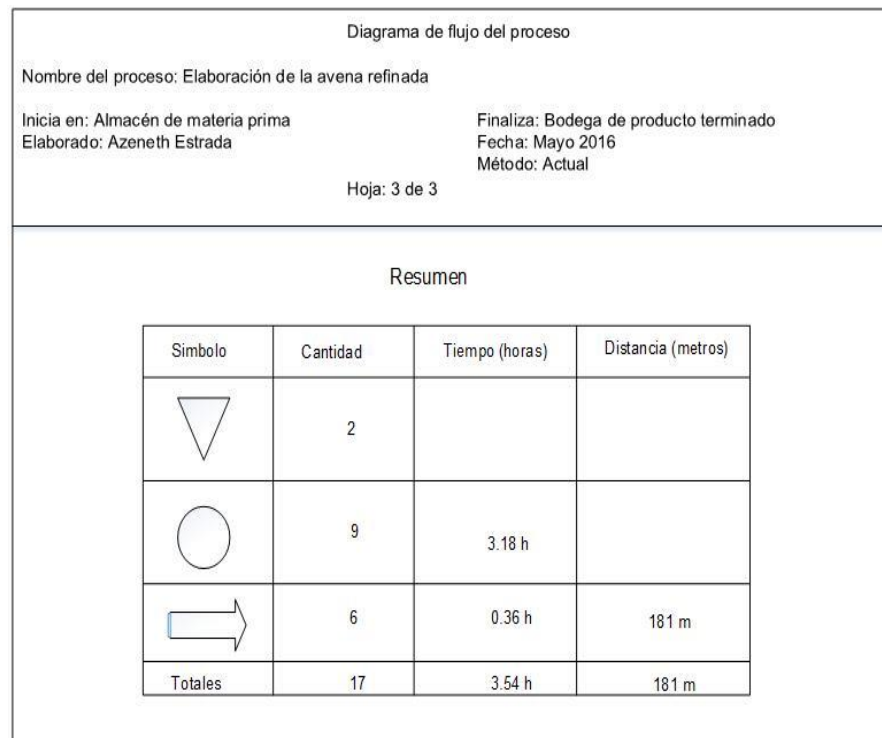 Diagrama de flujo del proceso
Nombre del proceso: Elaboración de la avena refinada
Inicia en: Almacén de materia prima
Elaborado: Azeneth Estrada
Finaliza: Bodega de producto terminado
Fecha: Mayo 2016
Método: Actual
Hoja: 3 de 3
Resumen
Simbolo Cantidad Tiempo (horas) Distancia (metros)
2
9 3.18 h
6 0.36 h 181 m
Totales 17 3.54 h 181 m